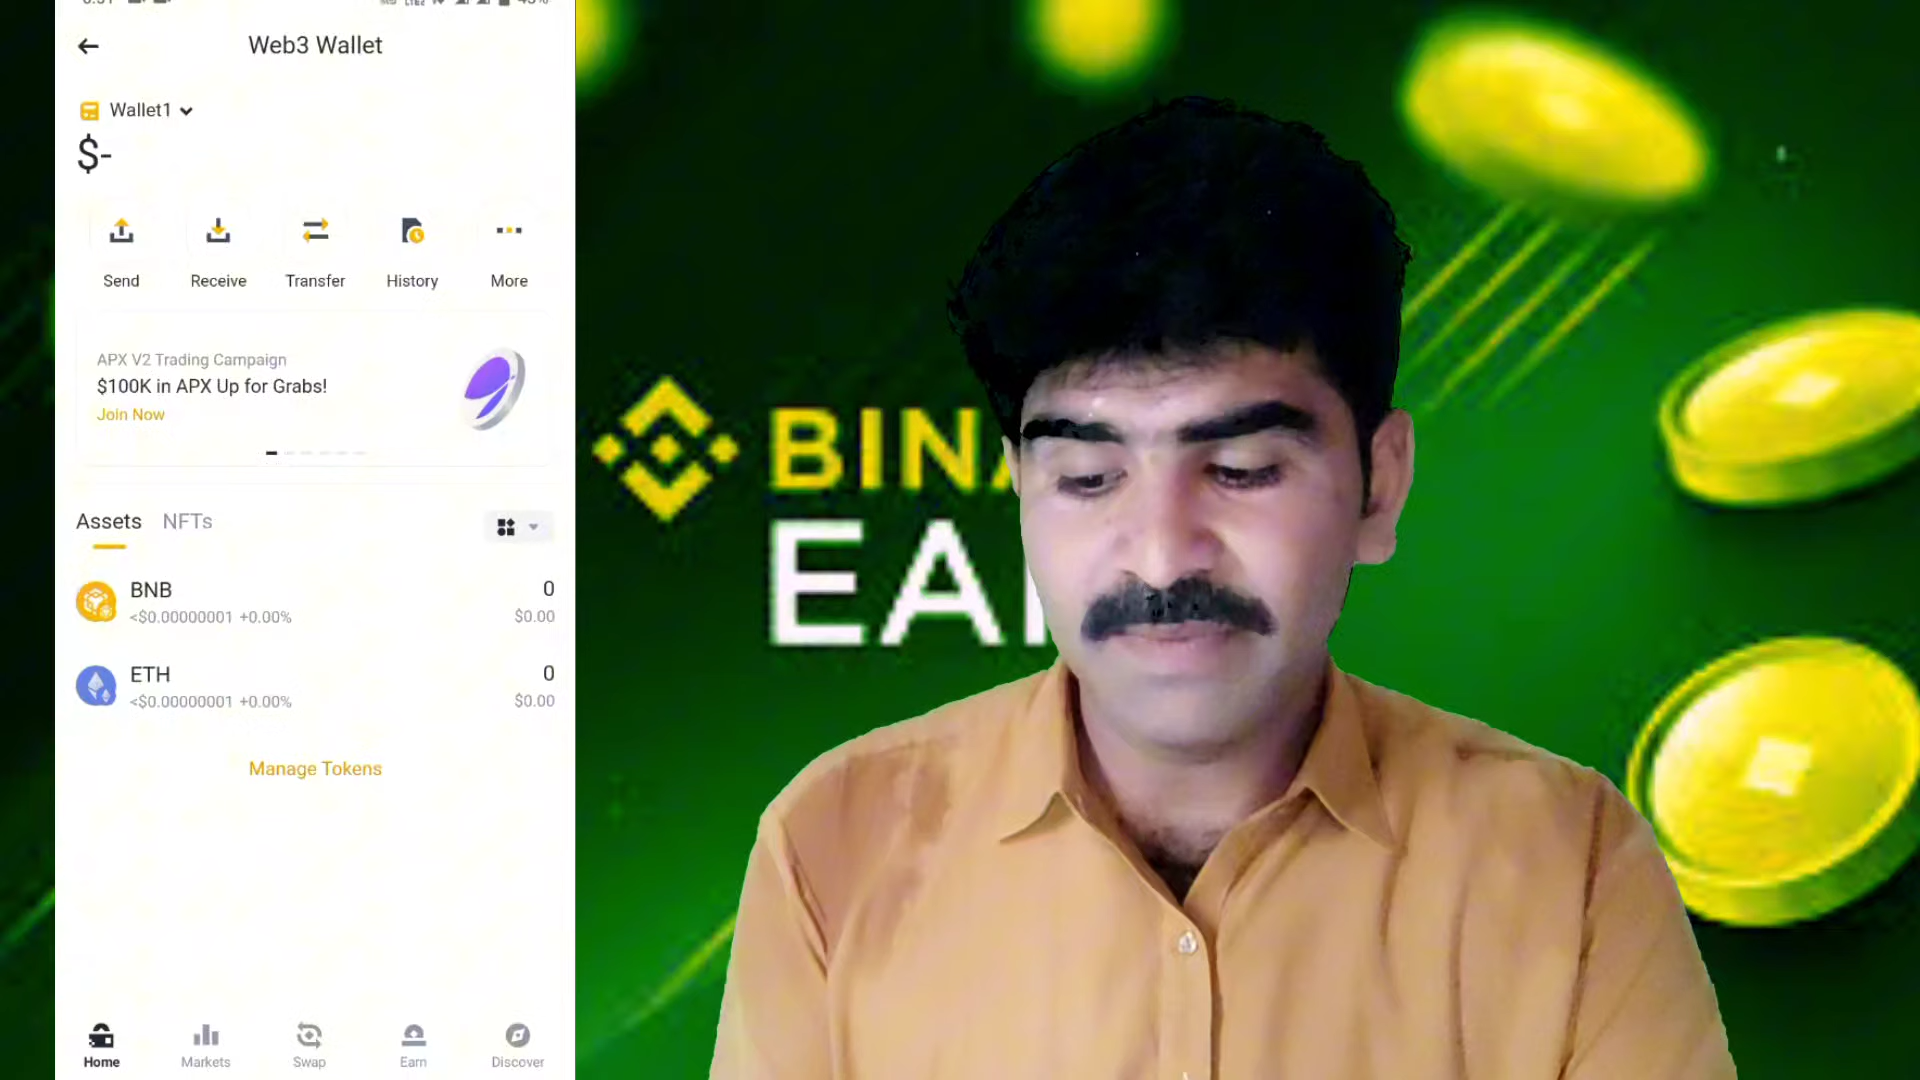 Web3 Wallet
Wallet1
$-
Send Receive Transfer History More
APX V2 Trading Campaign
$100K in APX Up for Grabs!
Join Now
Assets NFTs
BNB 0
<$0.00000001 +0.00% $0.00
ETH 0
<$0.00000001 +0.00% $0.00
Manage Tokens
Home Markets Swap Earn Discover